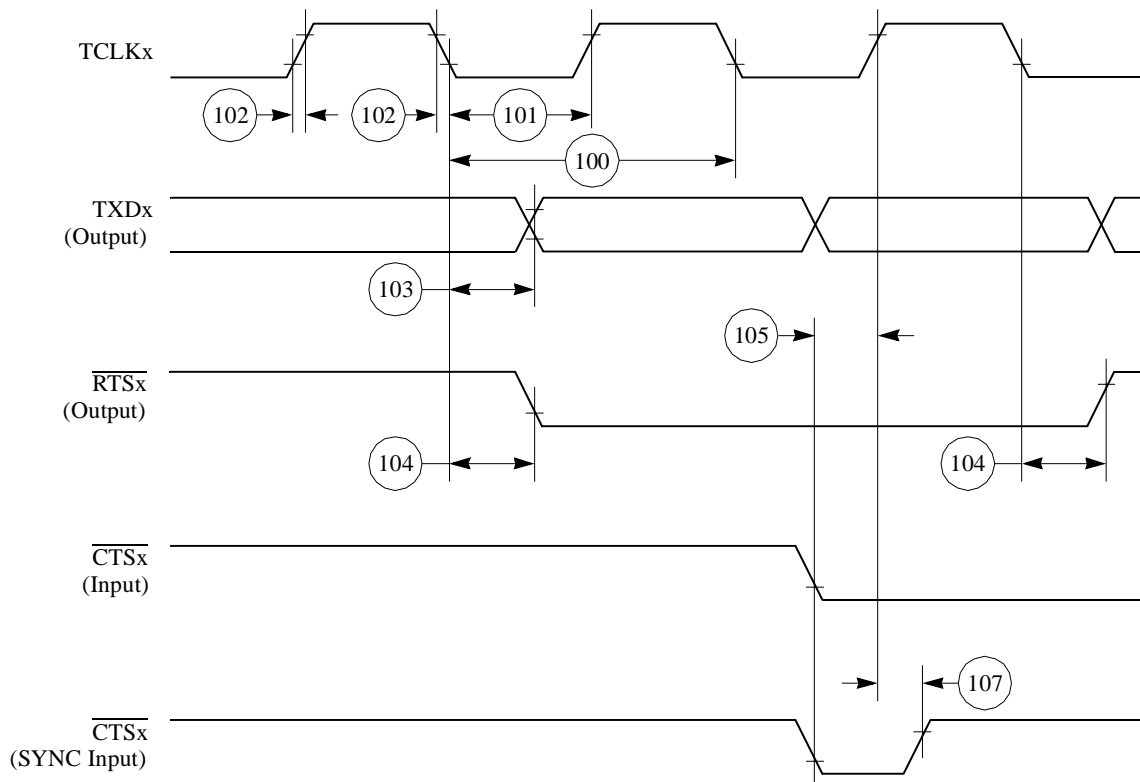 TCLKx
102
102
101
100
TXDx
(Output)
103
105
RTSx
(Output)
104
104
CTSx
(Input)
107
CTSx
(SYNC Input)